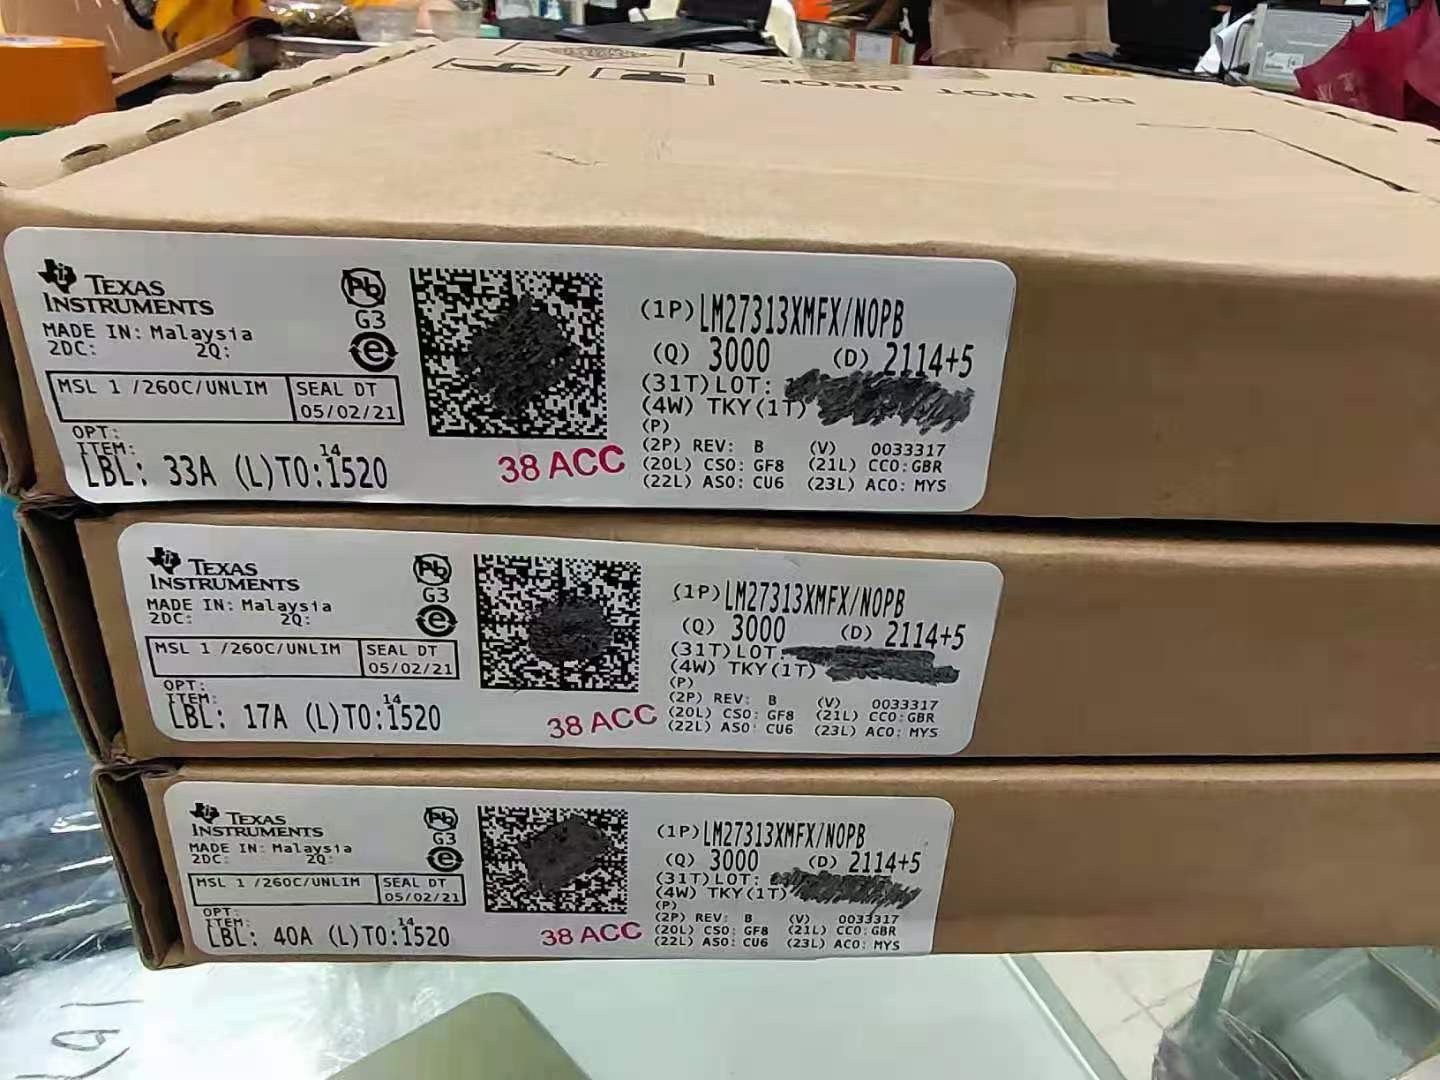 DO NOT DROP
TEXAS
INSTRUMENTS
MADE IN: Malaysia
2DC: 2Q:
Pb
G3
e
MSL 1 /260C/UNLIM
SEAL DT
05/02/21
OPT:
ITEM: 14
LBL: 33A (L)TO:1520
38 ACC
(1P) LM27313XMFX/NOPB
(Q) 3000 (D) 2114+5
(31T)LOT:
(4W) TKY(1T)
(P)
(2P) REV: B (V) 0033317
(20L) CSO: GF8 (21L) CCO:GBR
(22L) ASO: CU6 (23L) ACO: MYS
TEXAS
INSTRUMENTS
MADE IN: Malaysia
2DC: 2Q:
Pb
G3
e
MSL 1 /260C/UNLIM
SEAL DT
05/02/21
OPT:
ITEM: 14
LBL: 17A (L)TO:1520
38 ACC
(1P) LM27313XMFX/NOPB
(Q) 3000 (D) 2114+5
(31T)LOT:
(4W) TKY(1T)
(P)
(2P) REV: B (V) 0033317
(20L) CSO: GF8 (21L) CCO:GBR
(22L) ASO: CU6 (23L) ACO: MYS
TEXAS
INSTRUMENTS
MADE IN: Malaysia
2DC: 2Q:
Pb
G3
e
MSL 1 /260C/UNLIM
SEAL DT
05/02/21
OPT:
ITEM: 14
LBL: 40A (L)TO:1520
38 ACC
(1P) LM27313XMFX/NOPB
(Q) 3000 (D) 2114+5
(31T)LOT:
(4W) TKY(1T)
(P)
(2P) REV: B (V) 0033317
(20L) CSO: GF8 (21L) CCO:GBR
(22L) ASO: CU6 (23L) ACO: MYS